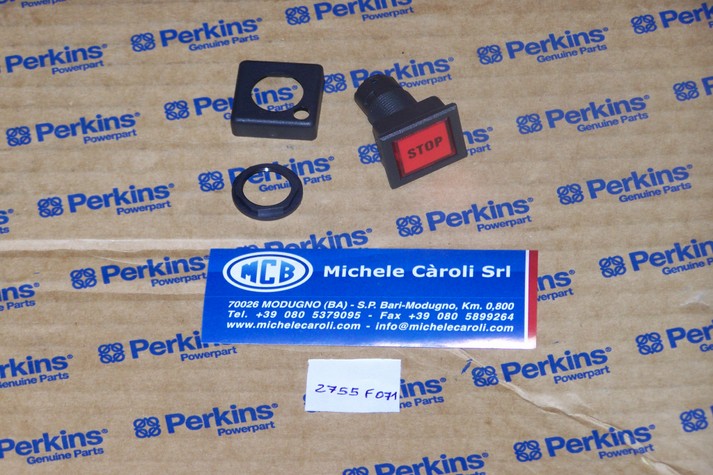 Perkins
Genuine Parts
Powerpart
STOP
MCB
Michele Càroli Srl
70026 MODUGNO (BA) - S.P. Bari-Modugno, Km. 0,800
Tel. +39 080 5379095 - Fax +39 080 5899264
www.michelecaroli.com - info@michelecaroli.com
2755F071